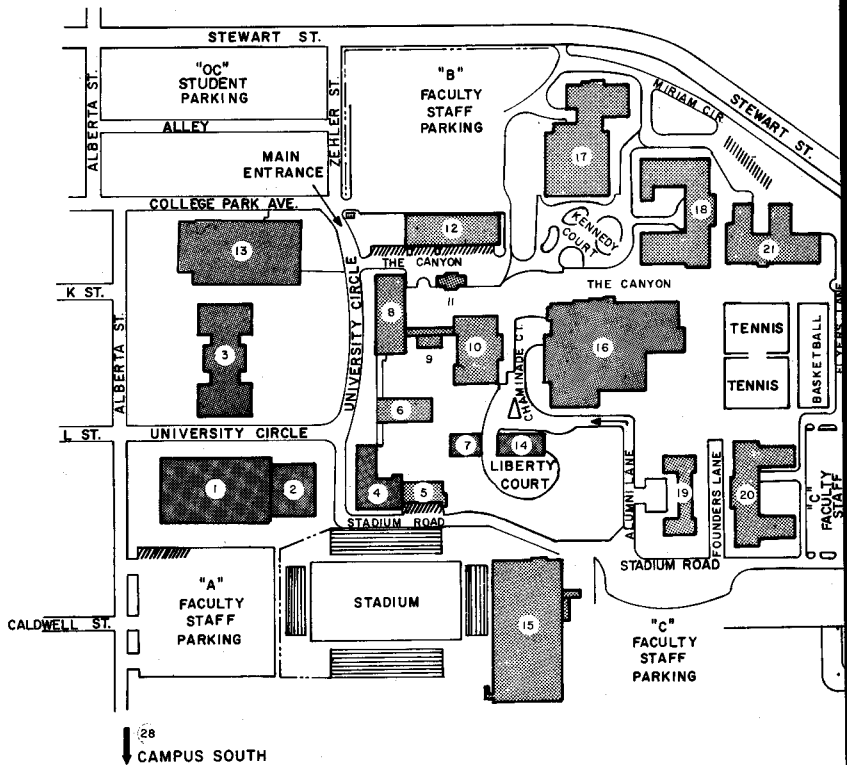 STEWART ST.
"OC"
STUDENT
PARKING
"B"
FACULTY
STAFF
PARKING
MIRIAM CIR.
STEWART ST.
ALBERTA ST.
ZEHLER ST.
ALLEY
MAIN
ENTRANCE
17
COLLEGE PARK AVE.
12
KENNEDY
COURT
18
13
THE CANYON
21
UNIVERSITY CIRCLE
11
THE CANYON
K ST.
8
FLYERS LANE
ALBERTA ST.
3
9
10
CHAMINADE CT.
16
TENNIS
TENNIS
BASKETBALL
6
L ST.
UNIVERSITY CIRCLE
7
14
LIBERTY
COURT
1
2
4
5
ALUMNI LANE
19
FOUNDERS LANE
20
"C"
FACULTY
STAFF
STADIUM ROAD
STADIUM ROAD
"A"
FACULTY
STAFF
PARKING
STADIUM
15
CALDWELL ST.
"C"
FACULTY
STAFF
PARKING
28
CAMPUS SOUTH